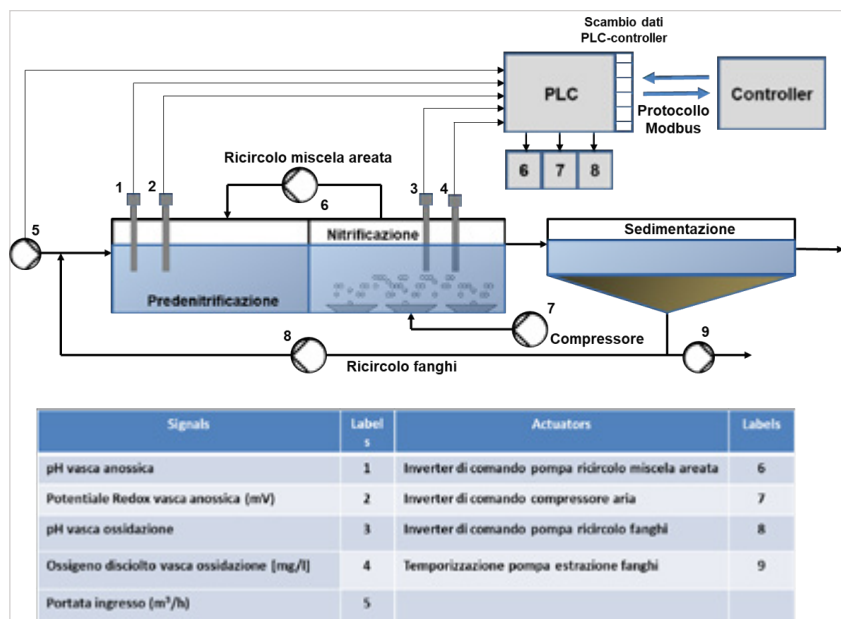 Scambio dati
PLC-controller
PLC
Controller
Protocollo
Modbus
6 7 8
Ricircolo miscela areata
1 2 6 3 4
5
Nitrificazione
Sedimentazione
Predenitrificazione
7
Compressore
8
9
Ricircolo fanghi
Signals Label
s Actuators Labels
pH vasca anossica 1 Inverter di comando pompa ricircolo miscela areata 6
Potentiale Redox vasca anossica (mV) 2 Inverter di comando compressore aria 7
pH vasca ossidazione 3 Inverter di comando pompa ricircolo fanghi 8
Ossigeno disciolto vasca ossidazione [mg/l] 4 Temporizzazione pompa estrazione fanghi 9
Portata ingresso (m³/h) 5